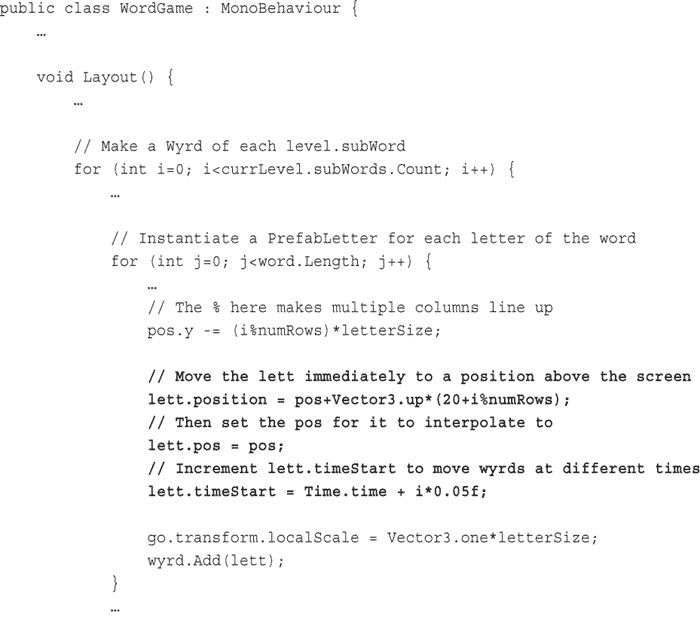 public class WordGame : MonoBehaviour {
…
void Layout() {
…
// Make a Wyrd of each level.subWord
for (int i=0; i<currLevel.subWords.Count; i++) {
…
// Instantiate a PrefabLetter for each letter of the word
for (int j=0; j<word.Length; j++) {
…
// The % here makes multiple columns line up
pos.y -= (i%numRows)*letterSize;
// Move the lett immediately to a position above the screen
lett.position = pos+Vector3.up*(20+i%numRows);
// Then set the pos for it to interpolate to
lett.pos = pos;
// Increment lett.timeStart to move wyrds at different times
lett.timeStart = Time.time + i*0.05f;
go.transform.localScale = Vector3.one*letterSize;
wyrd.Add(lett);
}
…